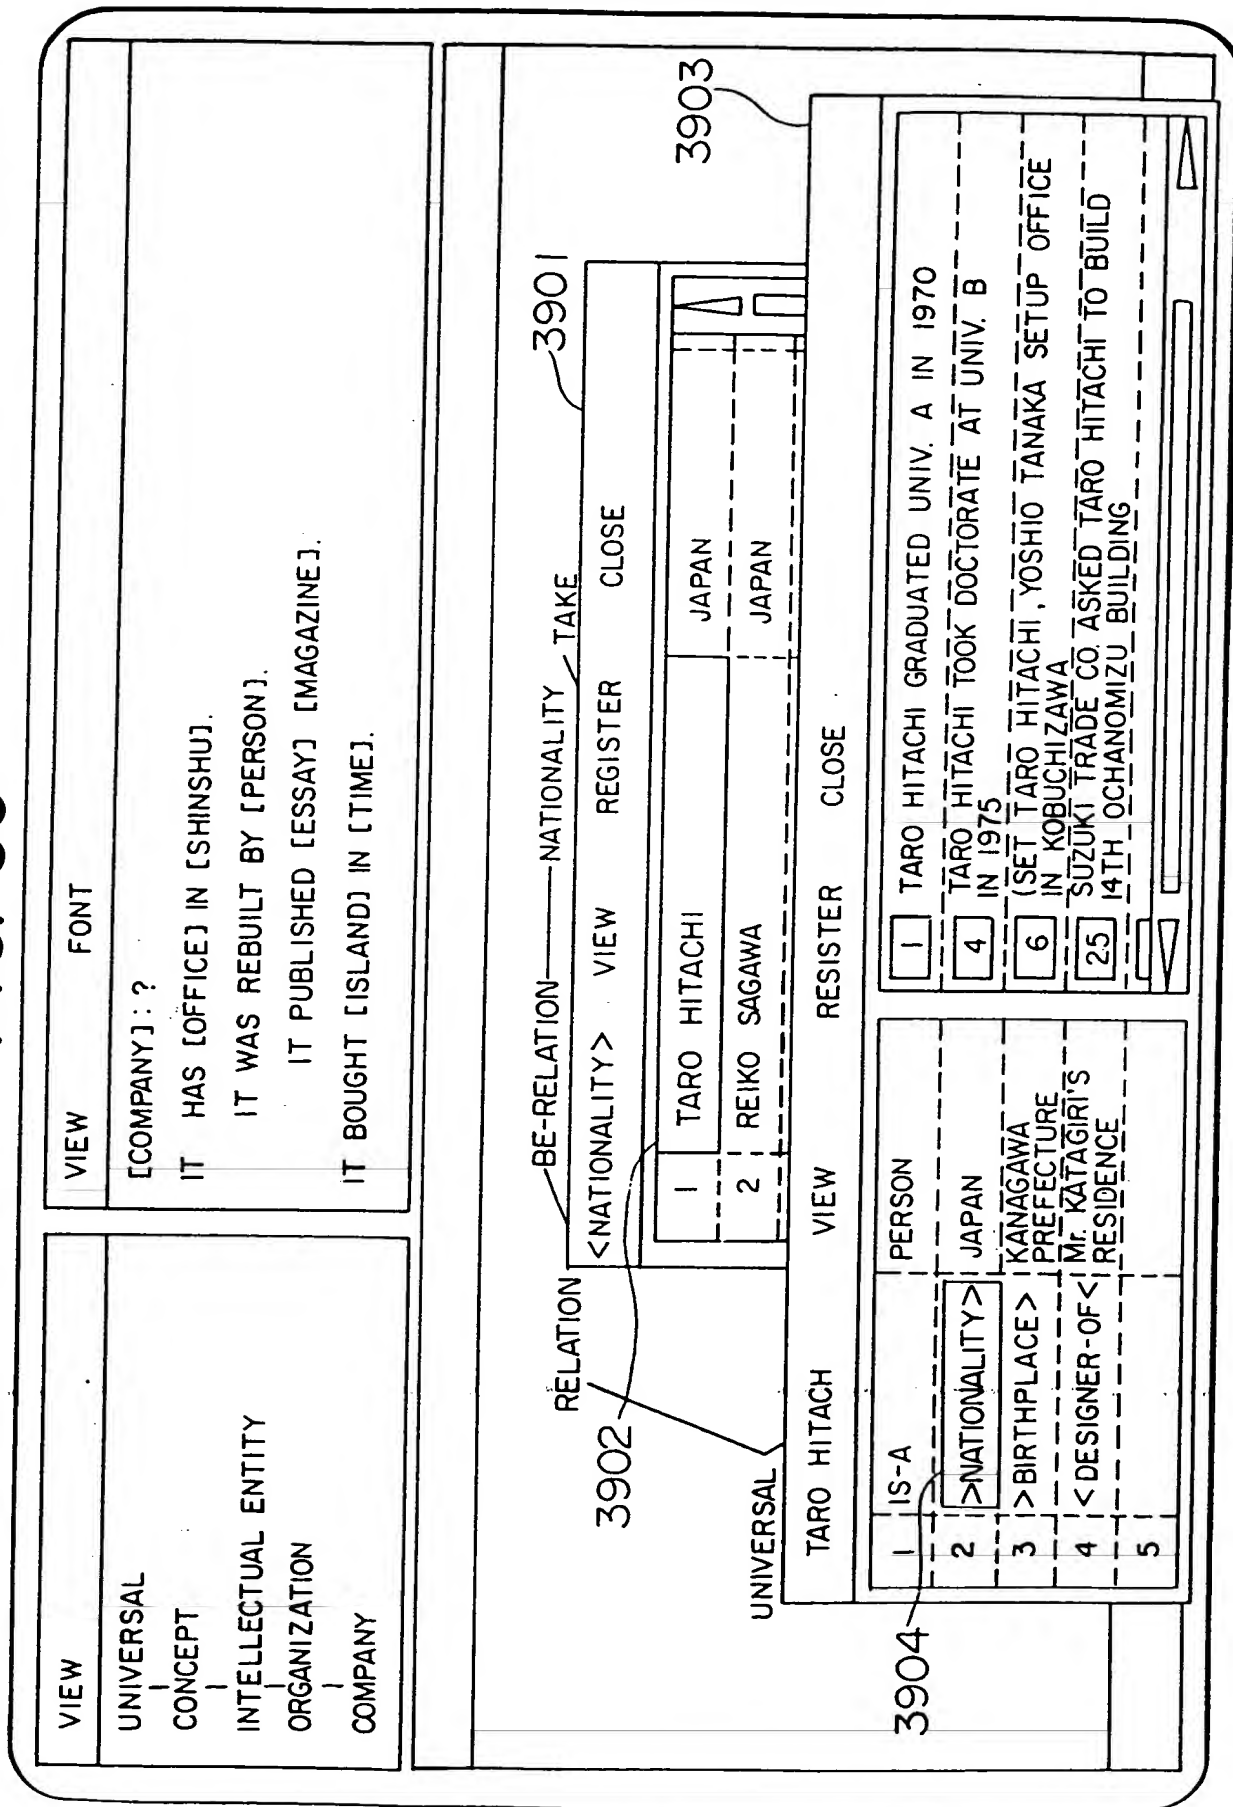 VIEW
UNIVERSAL
CONCEPT
INTELLECTUAL ENTITY
ORGANIZATION
COMPANY
VIEW FONT
[COMPANY]: ?
IT HAS [OFFICE] IN [SHINSHU].
IT WAS REBUILT BY [PERSON].
IT PUBLISHED [ESSAY] [MAGAZINE].
IT BOUGHT [ISLAND] IN [TIME].
UNIVERSAL
RELATION
BE-RELATION NATIONALITY TAKE
3901
<NATIONALITY> VIEW REGISTER CLOSE
1 TARO HITACHI JAPAN
2 REIKO SAGAWA JAPAN
3902
3903
TARO HITACH VIEW RESISTER CLOSE
1 IS-A PERSON
2 >NATIONALITY> JAPAN
3 >BIRTHPLACE> KANAGAWA
PREFECTURE
4 <DESIGNER-OF< Mr. KATAGIRI'S
RESIDENCE
5
3904
1 TARO HITACHI GRADUATED UNIV. A IN 1970
4 TARO HITACHI TOOK DOCTORATE AT UNIV. B
IN 1975
6 (SET TARO HITACHI, YOSHIO TANAKA SETUP OFFICE
IN KOBUCHIZAWA
25 SUZUKI TRADE CO. ASKED TARO HITACHI TO BUILD
14TH OCHANOMIZU BUILDING